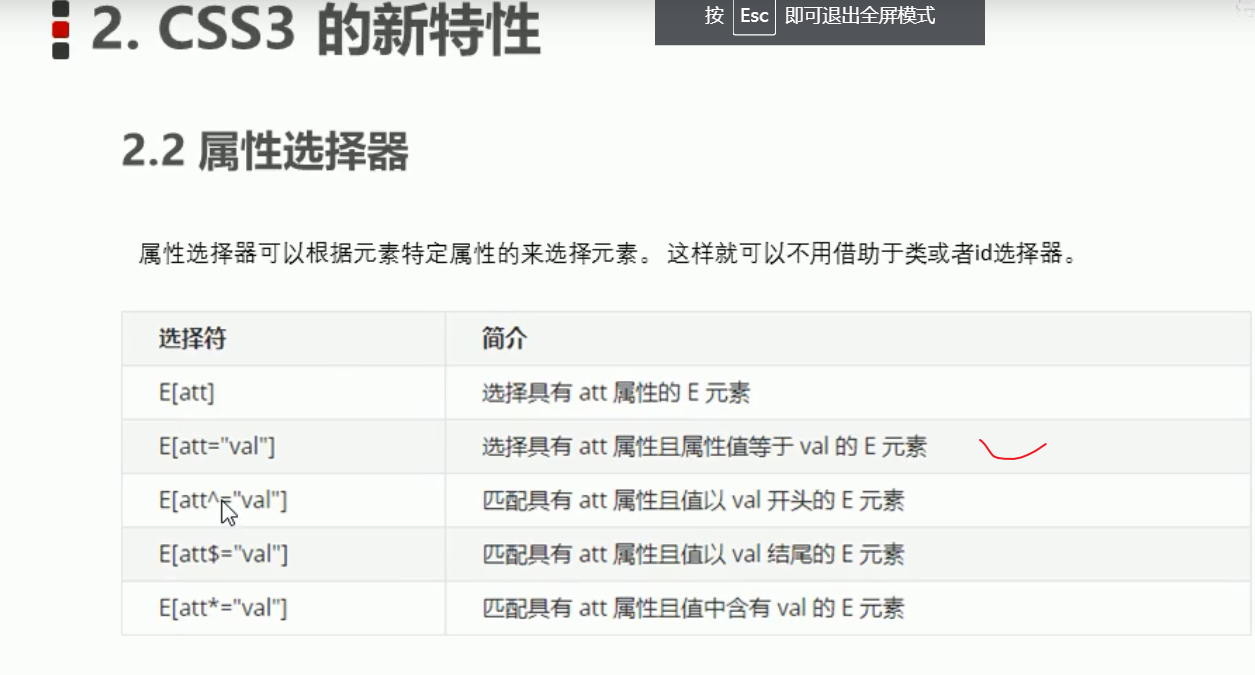 按 Esc 即可退出全屏模式
2. CSS3 的新特性
2.2 属性选择器
属性选择器可以根据元素特定属性的来选择元素。 这样就可以不用借助于类或者id选择器。
选择符 简介
E[att] 选择具有 att 属性的 E 元素
E[att="val"] 选择具有 att 属性且属性值等于 val 的 E 元素
E[att^="val"] 匹配具有 att 属性且值以 val 开头的 E 元素
E[att$="val"] 匹配具有 att 属性且值以 val 结尾的 E 元素
E[att*="val"] 匹配具有 att 属性且值中含有 val 的 E 元素